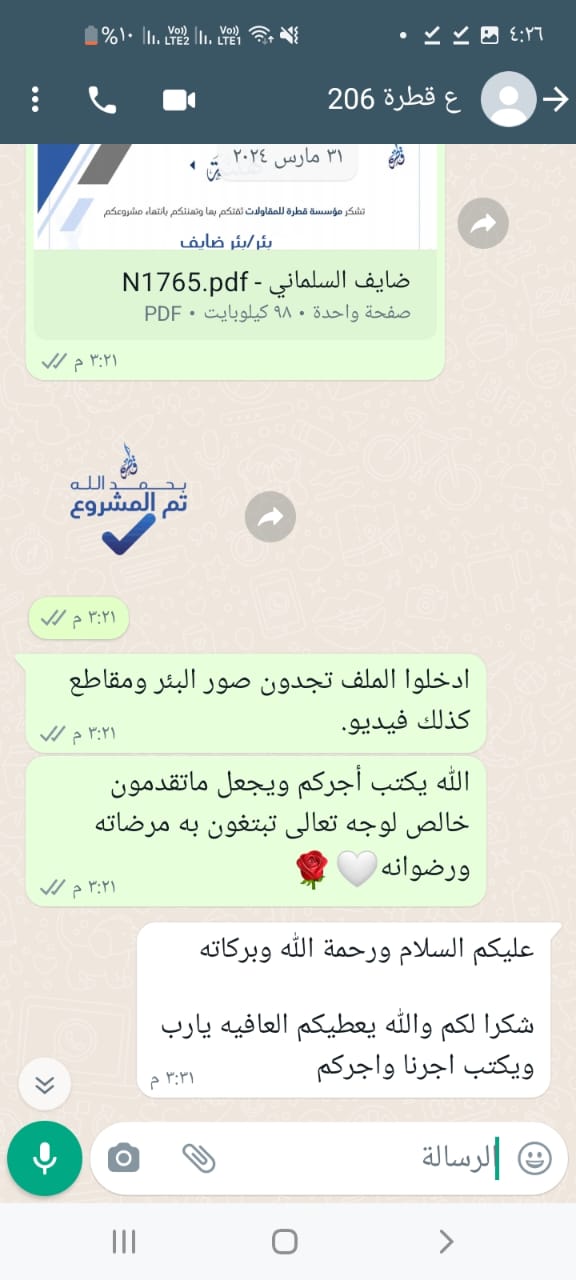 ٤:٢٦
%١٠
Vo)) LTE2
Vo)) LTE1
ع قطرة 206
٣١ مارس ٢٠٢٤
تشكر مؤسسة قطرة للمقاولات ثقتكم بها وتهنئكم بانتهاء مشروعكم
بئر/بئر ضايف
ضايف السلماني - N1765.pdf
صفحة واحدة • ٩٨ كيلوبايت • PDF
٣:٢١ م
بحمد الله
تم المشروع
٣:٢١ م
ادخلوا الملف تجدون صور البئر ومقاطع
كذلك فيديو.
٣:٢١ م
الله يكتب أجركم ويجعل ماتقدمون
خالص لوجه تعالى تبتغون به مرضاته
ورضوانه🤍🌹
٣:٢١ م
عليكم السلام ورحمة الله وبركاته
شكرا لكم والله يعطيكم العافيه يارب
ويكتب اجرنا واجركم
٣:٣١ م
الرسالة